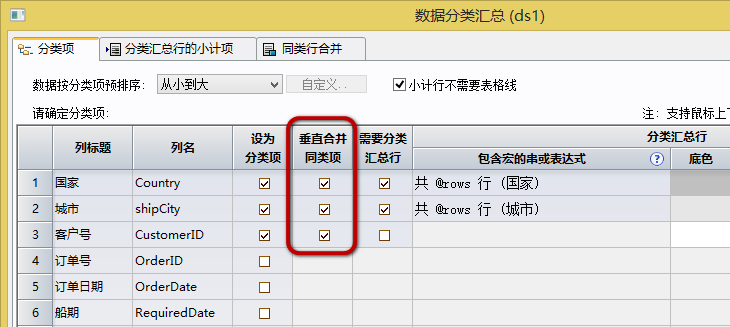 数据分类汇总 (ds1)
分类项 分类汇总行的小计项 同类行合并
数据按分类项预排序: 从小到大 自定义.. 小计行不需要表格线
请确定分类项: 注: 支持鼠标上下
列标题 列名 设为分类项 垂直合并同类项 需要分类汇总行 分类汇总行
包含宏的串或表达式 ? 底色
1 国家 Country 共 @rows 行 (国家)
2 城市 shipCity 共 @rows 行 (城市)
3 客户号 CustomerID
4 订单号 OrderID
5 订单日期 OrderDate
6 船期 RequiredDate